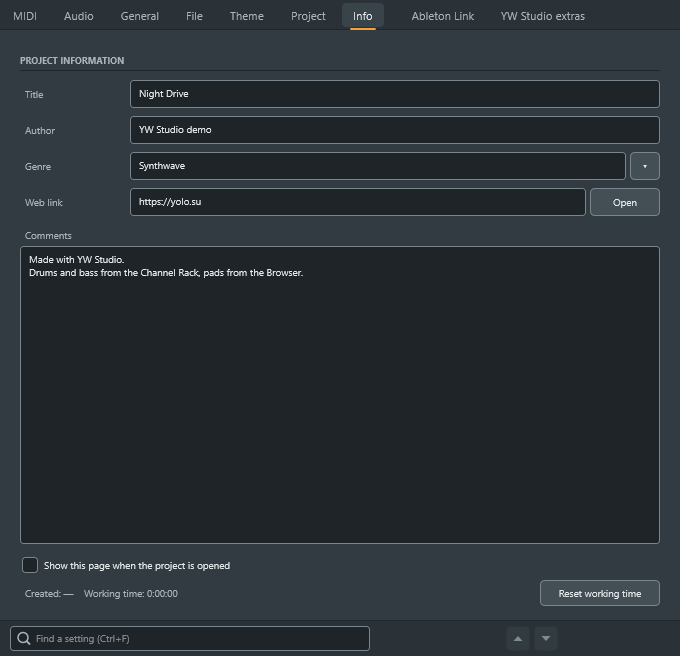 MIDI Audio General File Theme Project Info Ableton Link YW Studio extras
PROJECT INFORMATION
Title Night Drive
Author YW Studio demo
Genre Synthwave
Web link https://yolo.su Open
Comments
Made with YW Studio.
Drums and bass from the Channel Rack, pads from the Browser.
Show this page when the project is opened
Created: — Working time: 0:00:00 Reset working time
Find a setting (Ctrl+F)